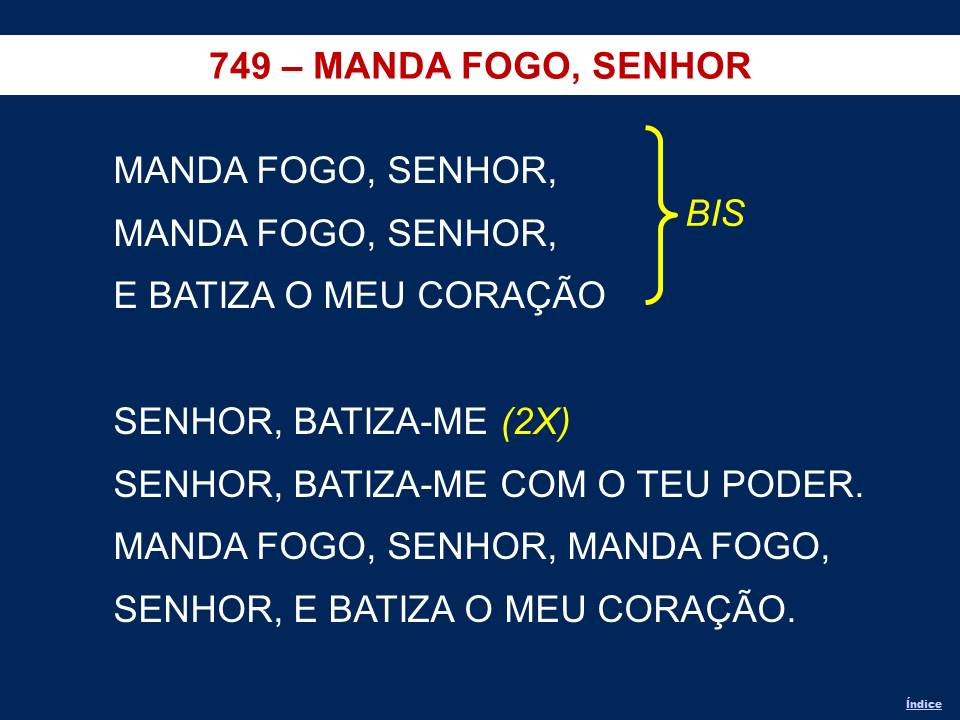 749 – MANDA FOGO, SENHOR
MANDA FOGO, SENHOR,
MANDA FOGO, SENHOR,
E BATIZA O MEU CORAÇÃO
BIS
SENHOR, BATIZA-ME (2X)
SENHOR, BATIZA-ME COM O TEU PODER.
MANDA FOGO, SENHOR, MANDA FOGO,
SENHOR, E BATIZA O MEU CORAÇÃO.
Índice